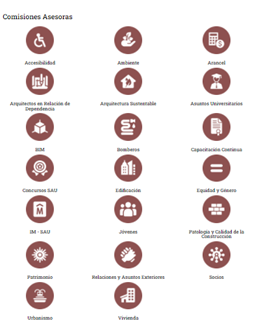 Comisiones Asesoras
Accesibilidad
Ambiente
Arancel
Arquitectos en Relación de
Dependencia
Arquitectura Sustentable
Asuntos Universitarios
BIM
Bomberos
Capacitación Continua
Concursos SAU
Edificación
Equidad y Género
IM - SAU
Jóvenes
Patología y Calidad de la
Construcción
Patrimonio
Relaciones y Asuntos Exteriores
Socios
Urbanismo
Vivienda